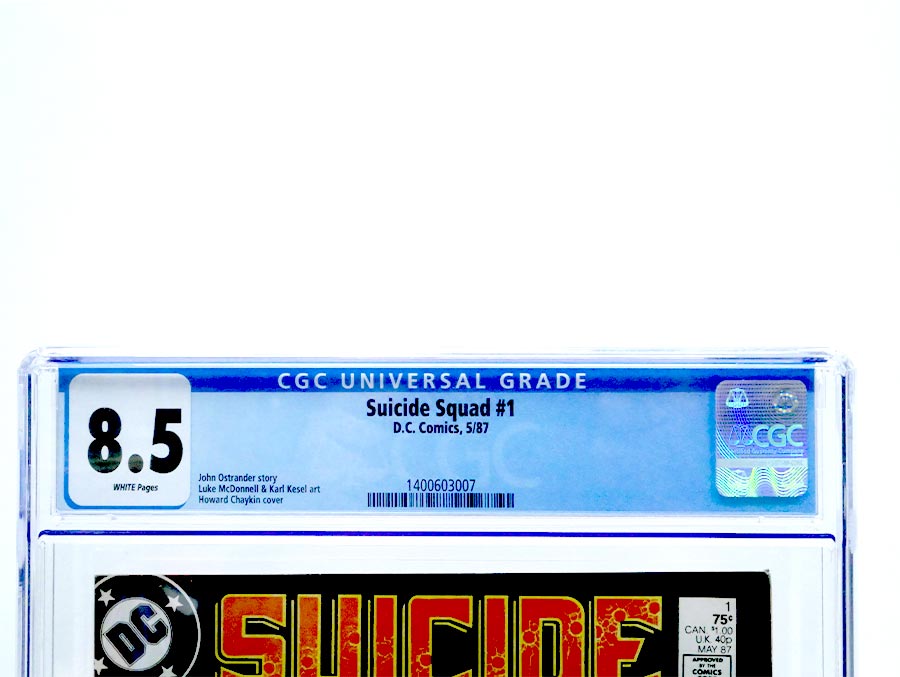 CGC UNIVERSAL GRADE
8.5
WHITE Pages
Suicide Squad #1
D.C. Comics, 5/87
John Ostrander story
Luke McDonnell & Karl Kesel art
Howard Chaykin cover
1400603007
CGC
DC
SUICIDE
1
75¢
CAN. $1.00
U.K. 40p
MAY 87
APPROVED
BY THE
COMICS